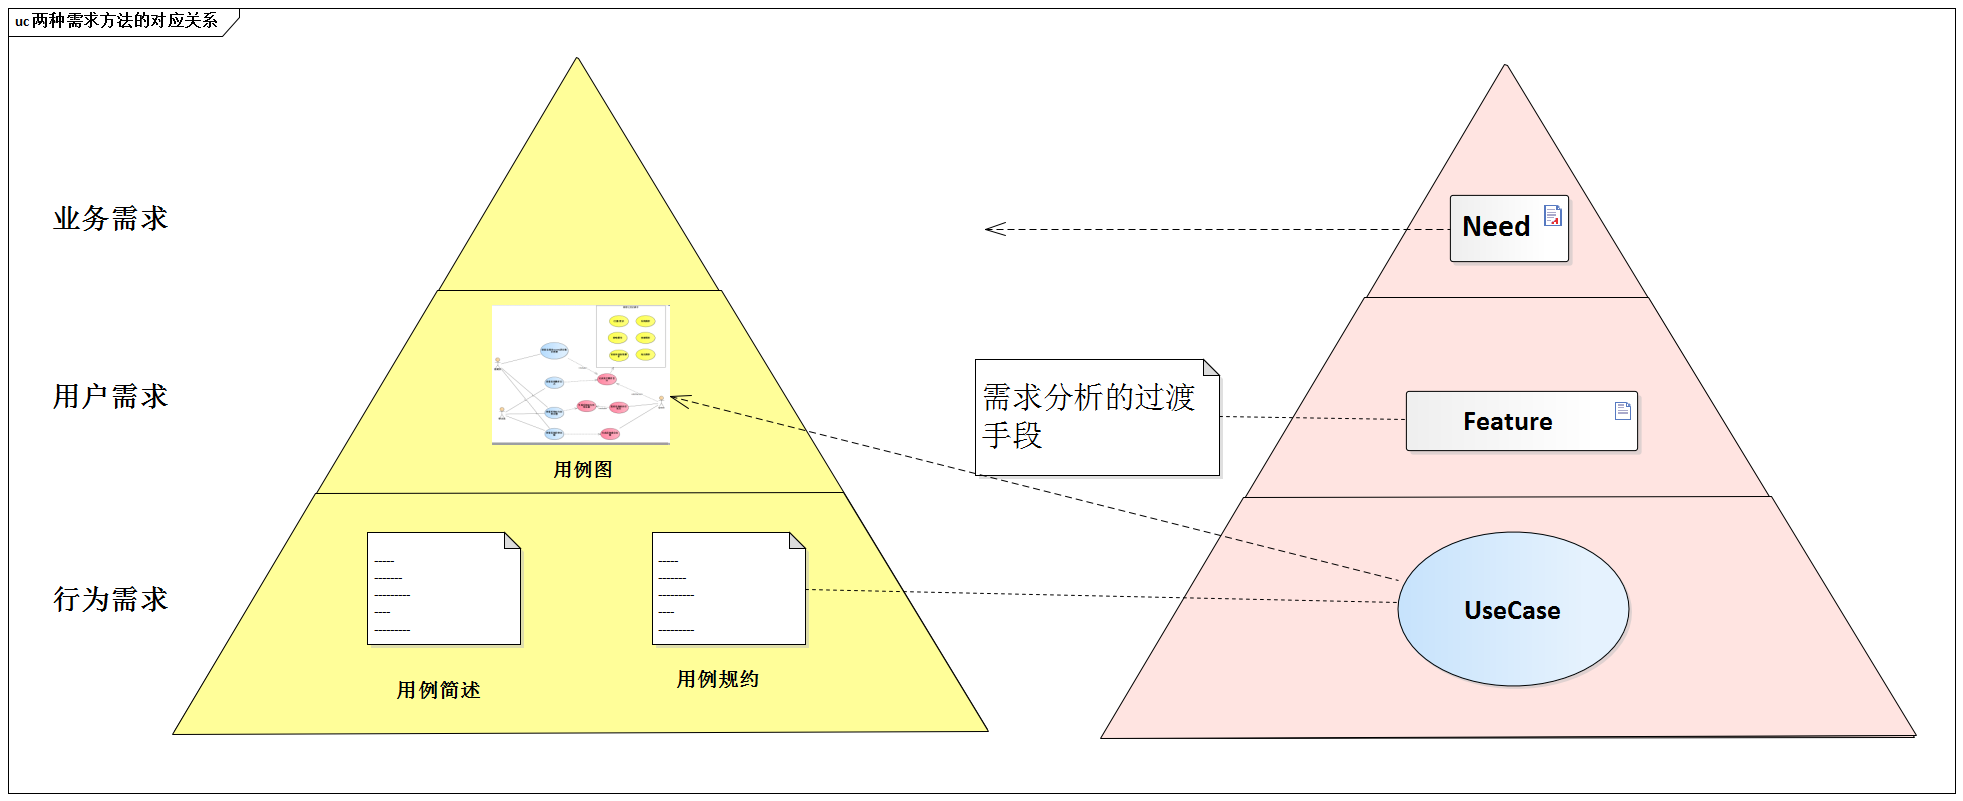 uc 两种需求方法的对应关系
业务需求
Need
用户需求
用例图
需求分析的过渡
手段
Feature
行为需求
用例简述
用例规约
UseCase